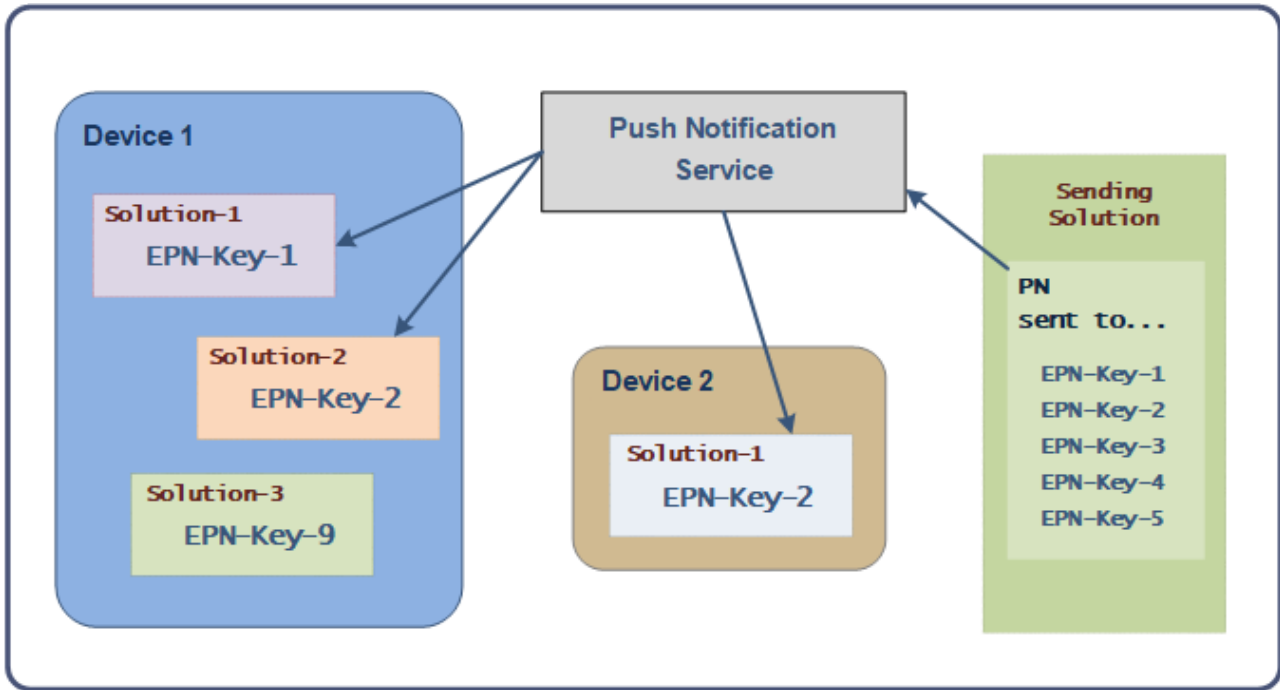 Device 1
Solution-1
EPN-Key-1
Solution-2
EPN-Key-2
Solution-3
EPN-Key-9
Push Notification
Service
Device 2
Solution-1
EPN-Key-2
Sending
Solution
PN
sent to...
EPN-Key-1
EPN-Key-2
EPN-Key-3
EPN-Key-4
EPN-Key-5